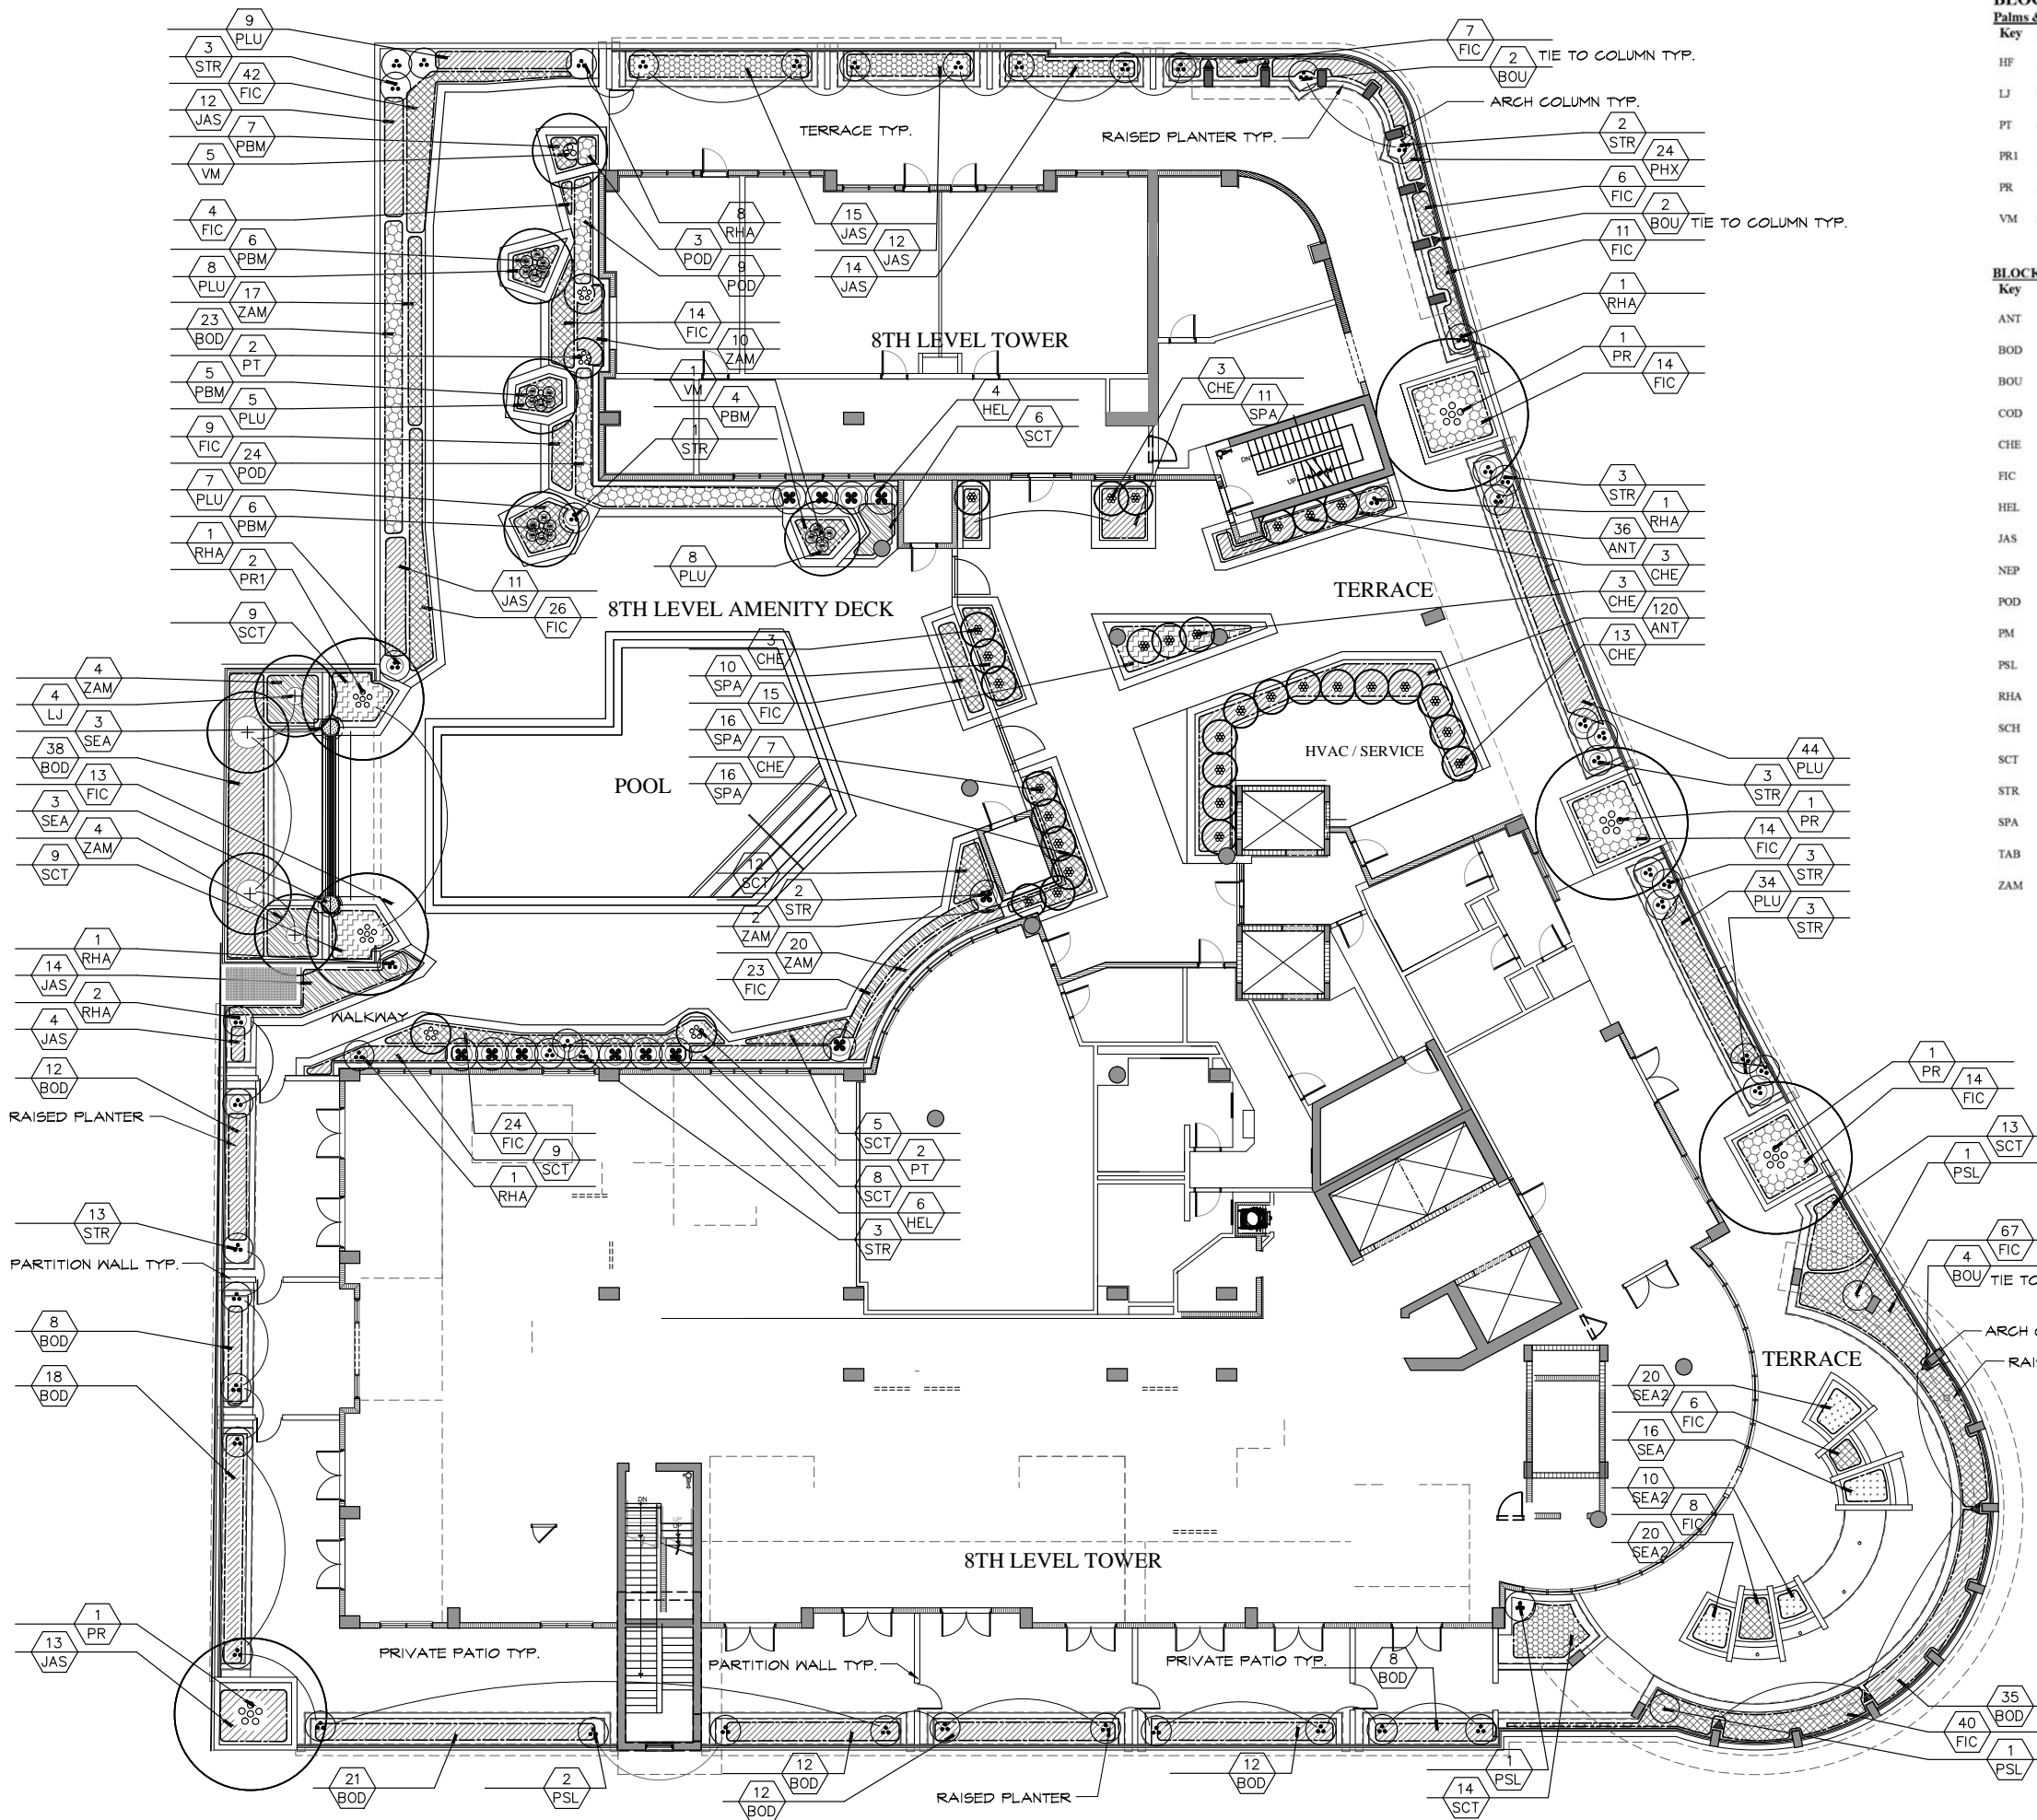 9
PLU
3
STR
42
FIC
12
JAS
7
PBM
5
VM
4
FIC
6
PBM
8
PLU
17
ZAM
23
BOD
2
PT
5
PBM
5
PLU
9
FIC
24
POD
7
PLU
6
PBM
1
RHA
2
PR1
9
SCT
4
ZAM
4
LJ
3
SEA
38
BOD
13
FIC
3
SEA
4
ZAM
9
SCT
1
RHA
14
JAS
2
RHA
4
JAS
12
BOD
RAISED PLANTER
13
STR
PARTITION WALL TYP.
8
BOD
18
BOD
1
PR
13
JAS
TERRACE TYP.
8
RHA
3
POD
9
POD
15
JAS
12
JAS
14
JAS
14
FIC
10
ZAM
8TH LEVEL TOWER
1
VM
4
PBM
1
STR
4
HEL
6
SCT
3
CHE
11
SPA
8
PLU
11
JAS
26
FIC
8TH LEVEL AMENITY DECK
POOL
3
CHE
10
SPA
15
FIC
16
SPA
7
CHE
16
SPA
12
SCT
2
STR
2
ZAM
20
ZAM
23
FIC
WALKWAY
24
FIC
9
SCT
1
RHA
5
SCT
2
PT
8
SCT
6
HEL
3
STR
7
FIC
2
BOU
TIE TO COLUMN TYP.
ARCH COLUMN TYP.
RAISED PLANTER TYP.
2
STR
24
PHX
6
FIC
2
BOU
TIE TO COLUMN TYP.
11
FIC
1
RHA
1
PR
14
FIC
DN
UP
3
STR
1
RHA
36
ANT
3
CHE
3
CHE
120
ANT
13
CHE
TERRACE
HVAC / SERVICE
44
PLU
3
STR
1
PR
14
FIC
3
STR
34
PLU
3
STR
1
PR
14
FIC
13
SCT
1
PSL
67
FIC
4
BOU
TIE TO
ARCH
RAI
TERRACE
20
SEA2
6
FIC
16
SEA
10
SEA2
8
FIC
20
SEA2
8TH LEVEL TOWER
DN
UP
PRIVATE PATIO TYP.
PARTITION WALL TYP.
PRIVATE PATIO TYP.
8
BOD
35
BOD
40
FIC
1
PSL
21
BOD
2
PSL
12
BOD
12
BOD
RAISED PLANTER
12
BOD
1
PSL
14
SCT
Palms &
Key
HF
LJ
PT
PR1
PR
VM
BLOCK
Key
ANT
BOD
BOU
COD
CHE
FIC
HEL
JAS
NEP
POD
PM
PSL
RHA
SCH
SCT
STR
SPA
TAB
ZAM